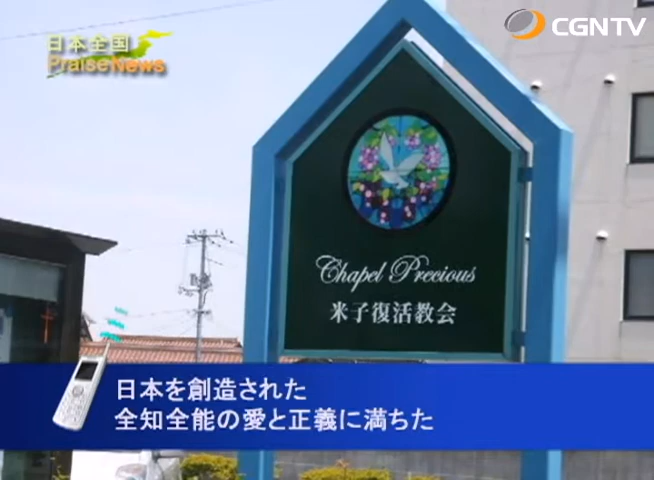 日本全国
PraiseNews
CGNTV
Chapel Precious
米子復活教会
日本を創造された
全知全能の愛と正義に満ちた